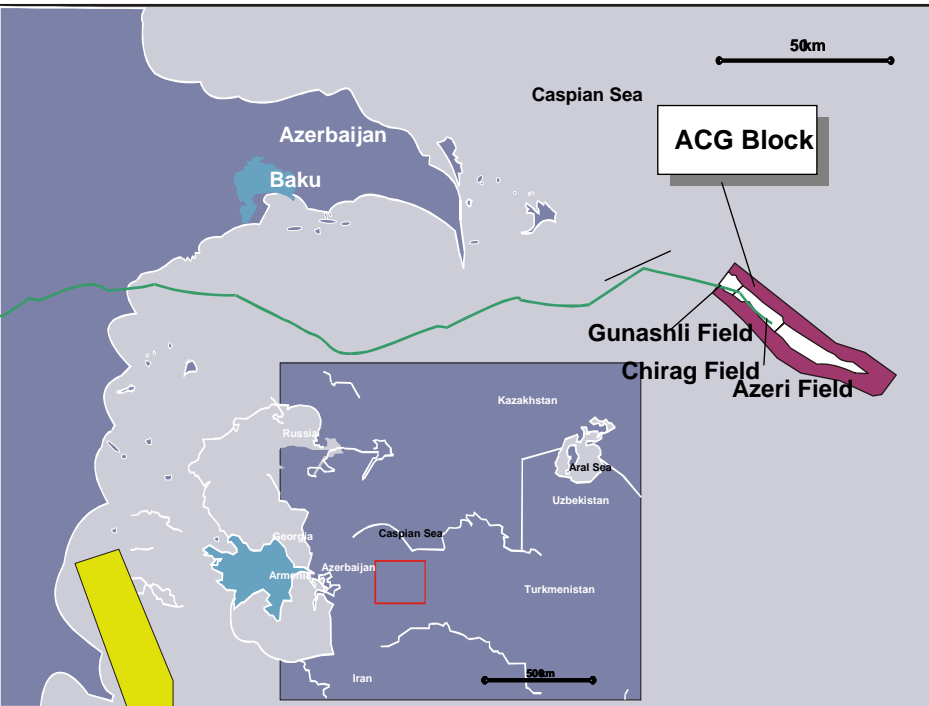 50km
Caspian Sea
ACG Block
Azerbaijan
Baku
Gunashli Field
Chirag Field
Azeri Field
Kazakhstan
Russia
Aral Sea
Uzbekistan
Caspian Sea
Georgia
Azerbaijan
Armenia
Turkmenistan
Iran
500km